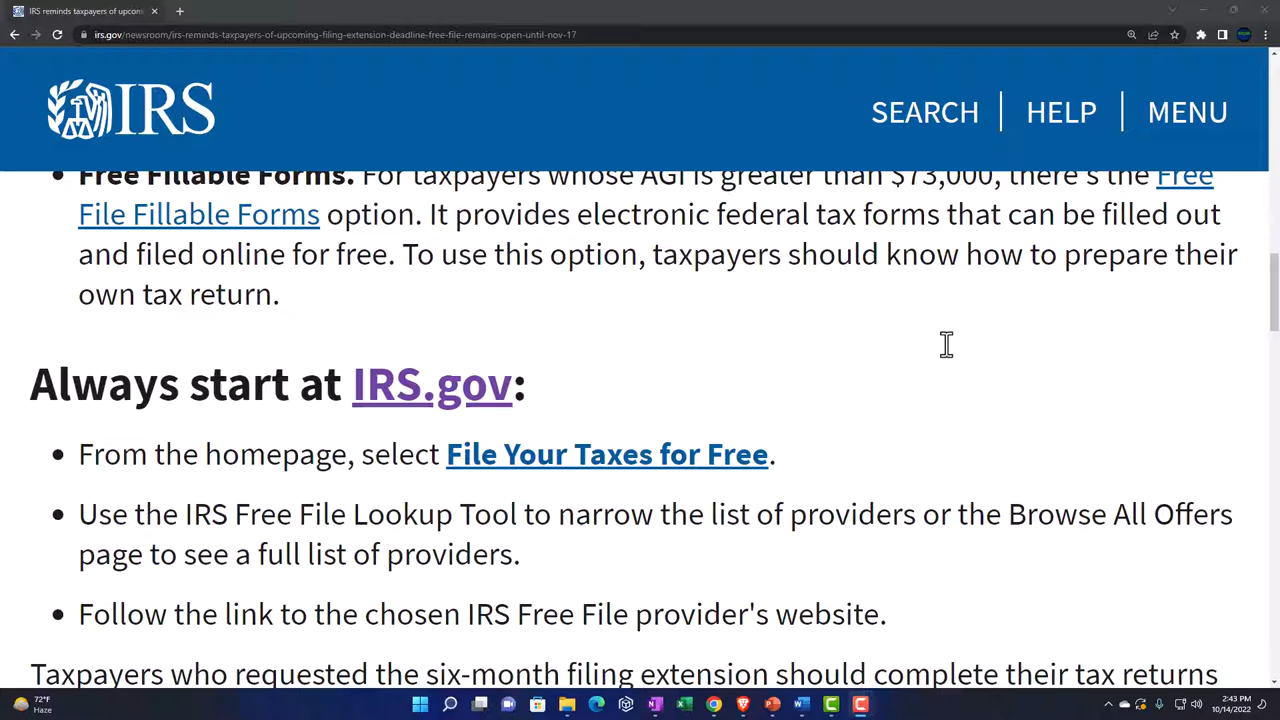 IRS reminds taxpayers of upcom
irs.gov/newsroom/irs-reminds-taxpayers-of-upcoming-filing-extension-deadline-free-file-remains-open-until-nov-17
IRS
SEARCH
HELP
MENU
Free Fillable Forms. For taxpayers whose AGI is greater than $73,000, there's the Free
File Fillable Forms option. It provides electronic federal tax forms that can be filled out
and filed online for free. To use this option, taxpayers should know how to prepare their
own tax return.
Always start at IRS.gov:
From the homepage, select File Your Taxes for Free.
Use the IRS Free File Lookup Tool to narrow the list of providers or the Browse All Offers
page to see a full list of providers.
Follow the link to the chosen IRS Free File provider's website.
Taxpayers who requested the six-month filing extension should complete their tax returns
72°F
Haze
2:43 PM
10/14/2022